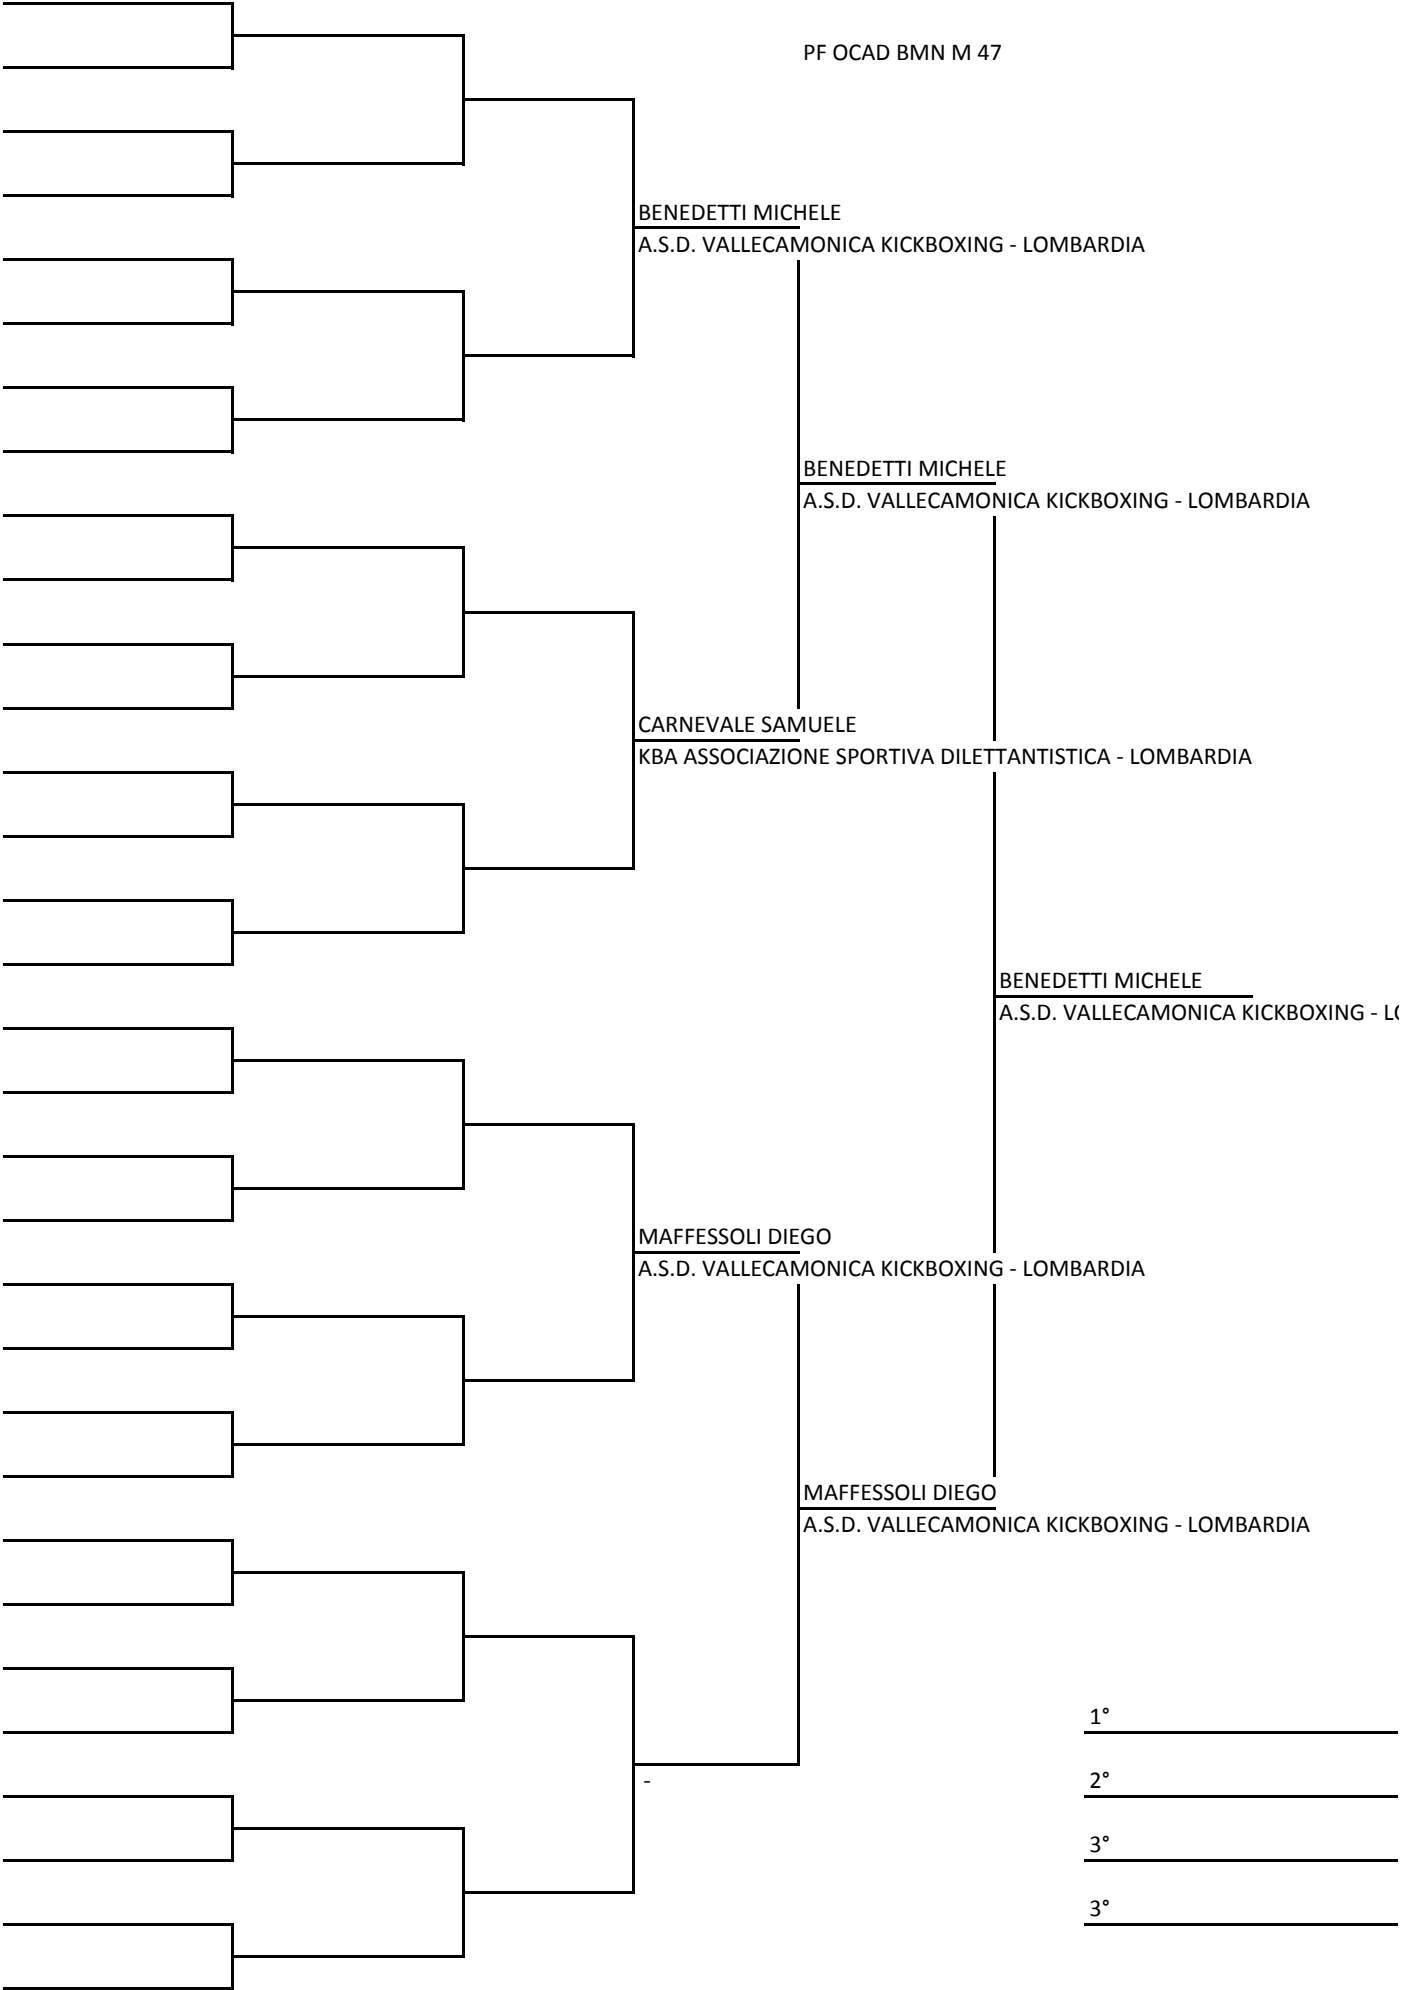 PF OCAD BMN M 47
BENEDETTI MICHELE
A.S.D. VALLECAMONICA KICKBOXING - LOMBARDIA
BENEDETTI MICHELE
A.S.D. VALLECAMONICA KICKBOXING - LOMBARDIA
CARNEVALE SAMUELE
KBA ASSOCIAZIONE SPORTIVA DILETTANTISTICA - LOMBARDIA
BENEDETTI MICHELE
A.S.D. VALLECAMONICA KICKBOXING - L
MAFFESSOLI DIEGO
A.S.D. VALLECAMONICA KICKBOXING - LOMBARDIA
MAFFESSOLI DIEGO
A.S.D. VALLECAMONICA KICKBOXING - LOMBARDIA
1°
-
2°
3°
3°